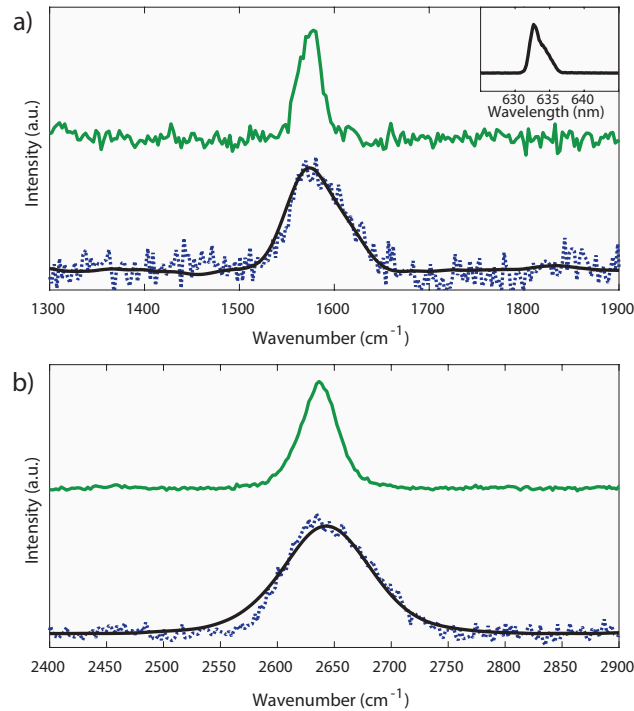 a)
630 635 640
Wavelength (nm)
Intensity (a.u.)
1300 1400 1500 1600 1700 1800 1900
Wavenumber (cm⁻¹)
b)
Intensity (a.u.)
2400 2450 2500 2550 2600 2650 2700 2750 2800 2850 2900
Wavenumber (cm⁻¹)